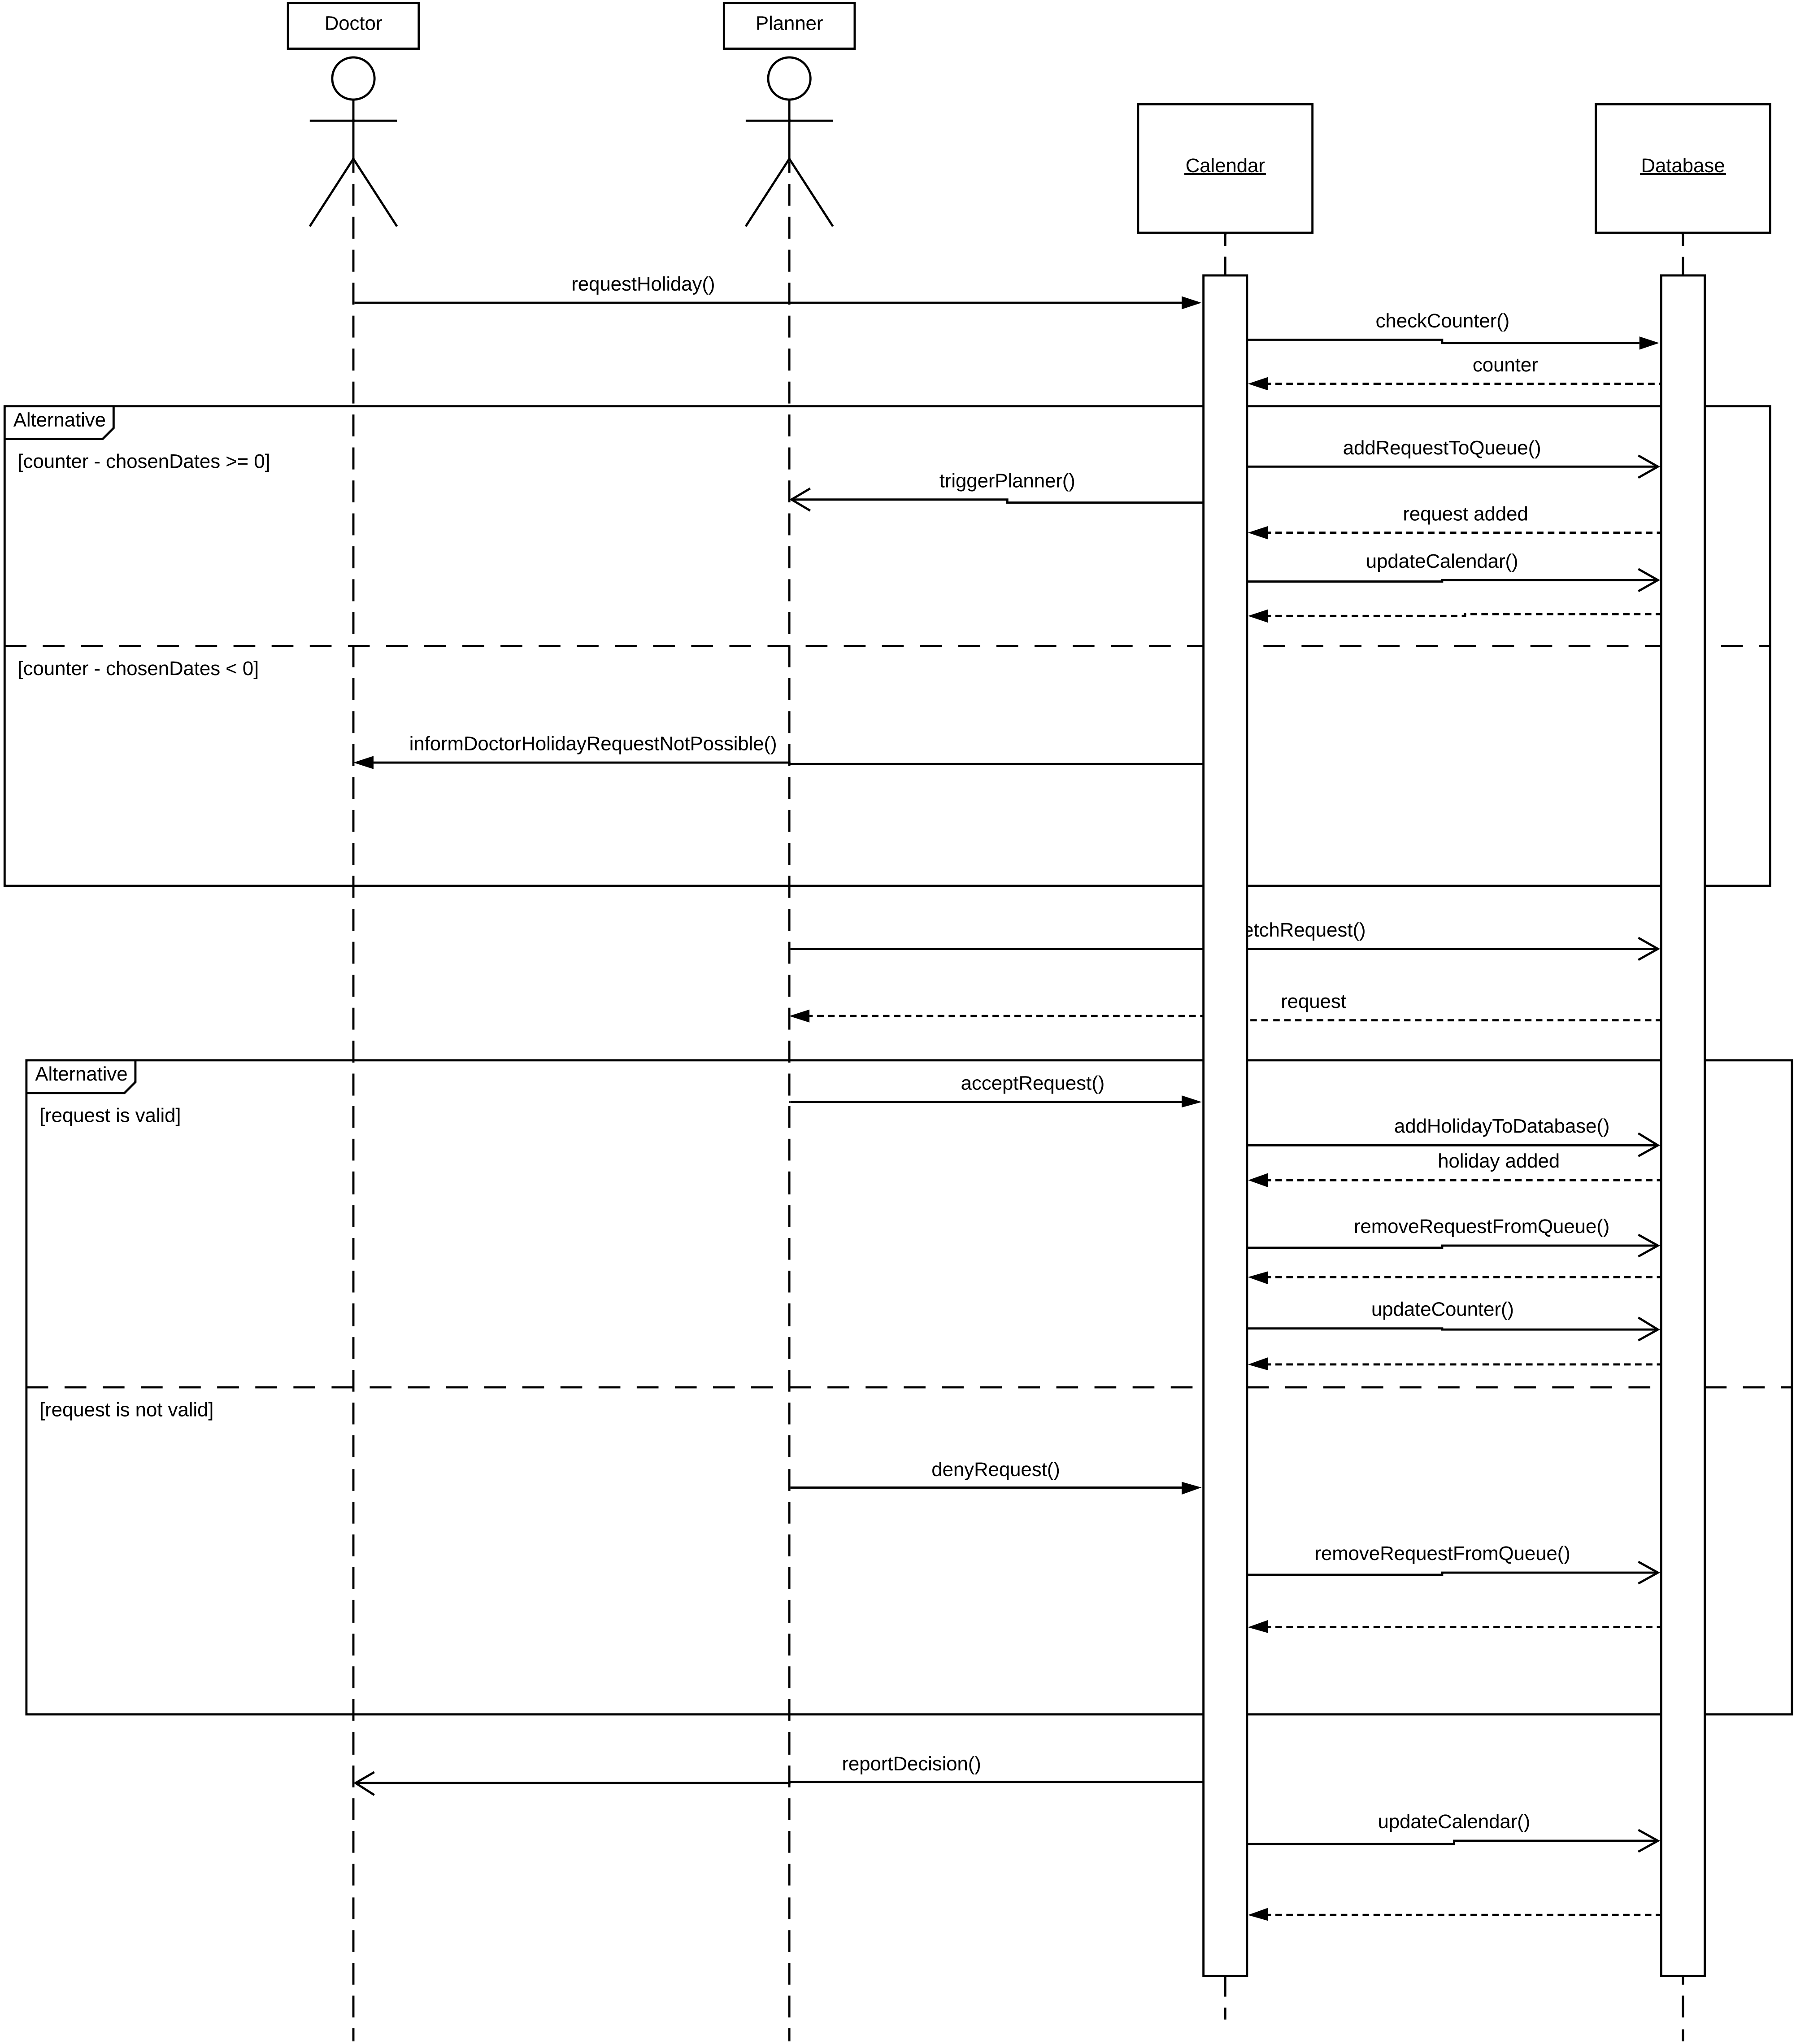 Doctor
Planner
Calendar
Database
requestHoliday()
checkCounter()
counter
Alternative
[counter - chosenDates >= 0]
addRequestToQueue()
triggerPlanner()
request added
updateCalendar()
[counter - chosenDates < 0]
informDoctorHolidayRequestNotPossible()
etchRequest()
request
Alternative
acceptRequest()
[request is valid]
addHolidayToDatabase()
holiday added
removeRequestFromQueue()
updateCounter()
[request is not valid]
denyRequest()
removeRequestFromQueue()
reportDecision()
updateCalendar()